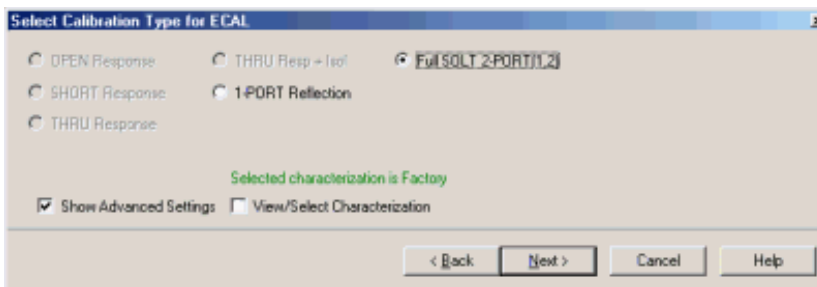 Select Calibration Type for ECAL
OPEN Response
THRU Resp + Isol
Full SOLT 2-PORT(1,2)
SHORT Response
1-PORT Reflection
THRU Response
Selected characterization is Factory
Show Advanced Settings
View/Select Characterization
< Back
Next >
Cancel
Help